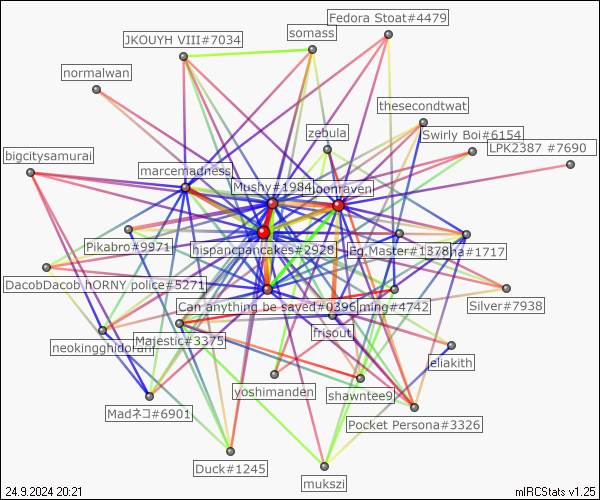 Fedora Stoat#4479
JKOUYH VIII#7034
somass
normalwan
thesecondtwat
zebula
Swirly Boi#6154
LPK2387 #7690
bigcitysamurai
marcemadness
Mushy#1984
oonraven
Pikabro#9971
hispancpancakes#2928
Eg.Master#1378
ha#1717
DacobDacob hORNY police#5271
Can anything be saved#0396
ming#4742
Silver#7938
neokingghidorah
Majestic#3375
frisout
eliakith
yoshimanden
shawntee9
Madネコ#6901
Pocket Persona#3326
Duck#1245
mukszi
24.9.2024 20:21
mIRCStats v1.25